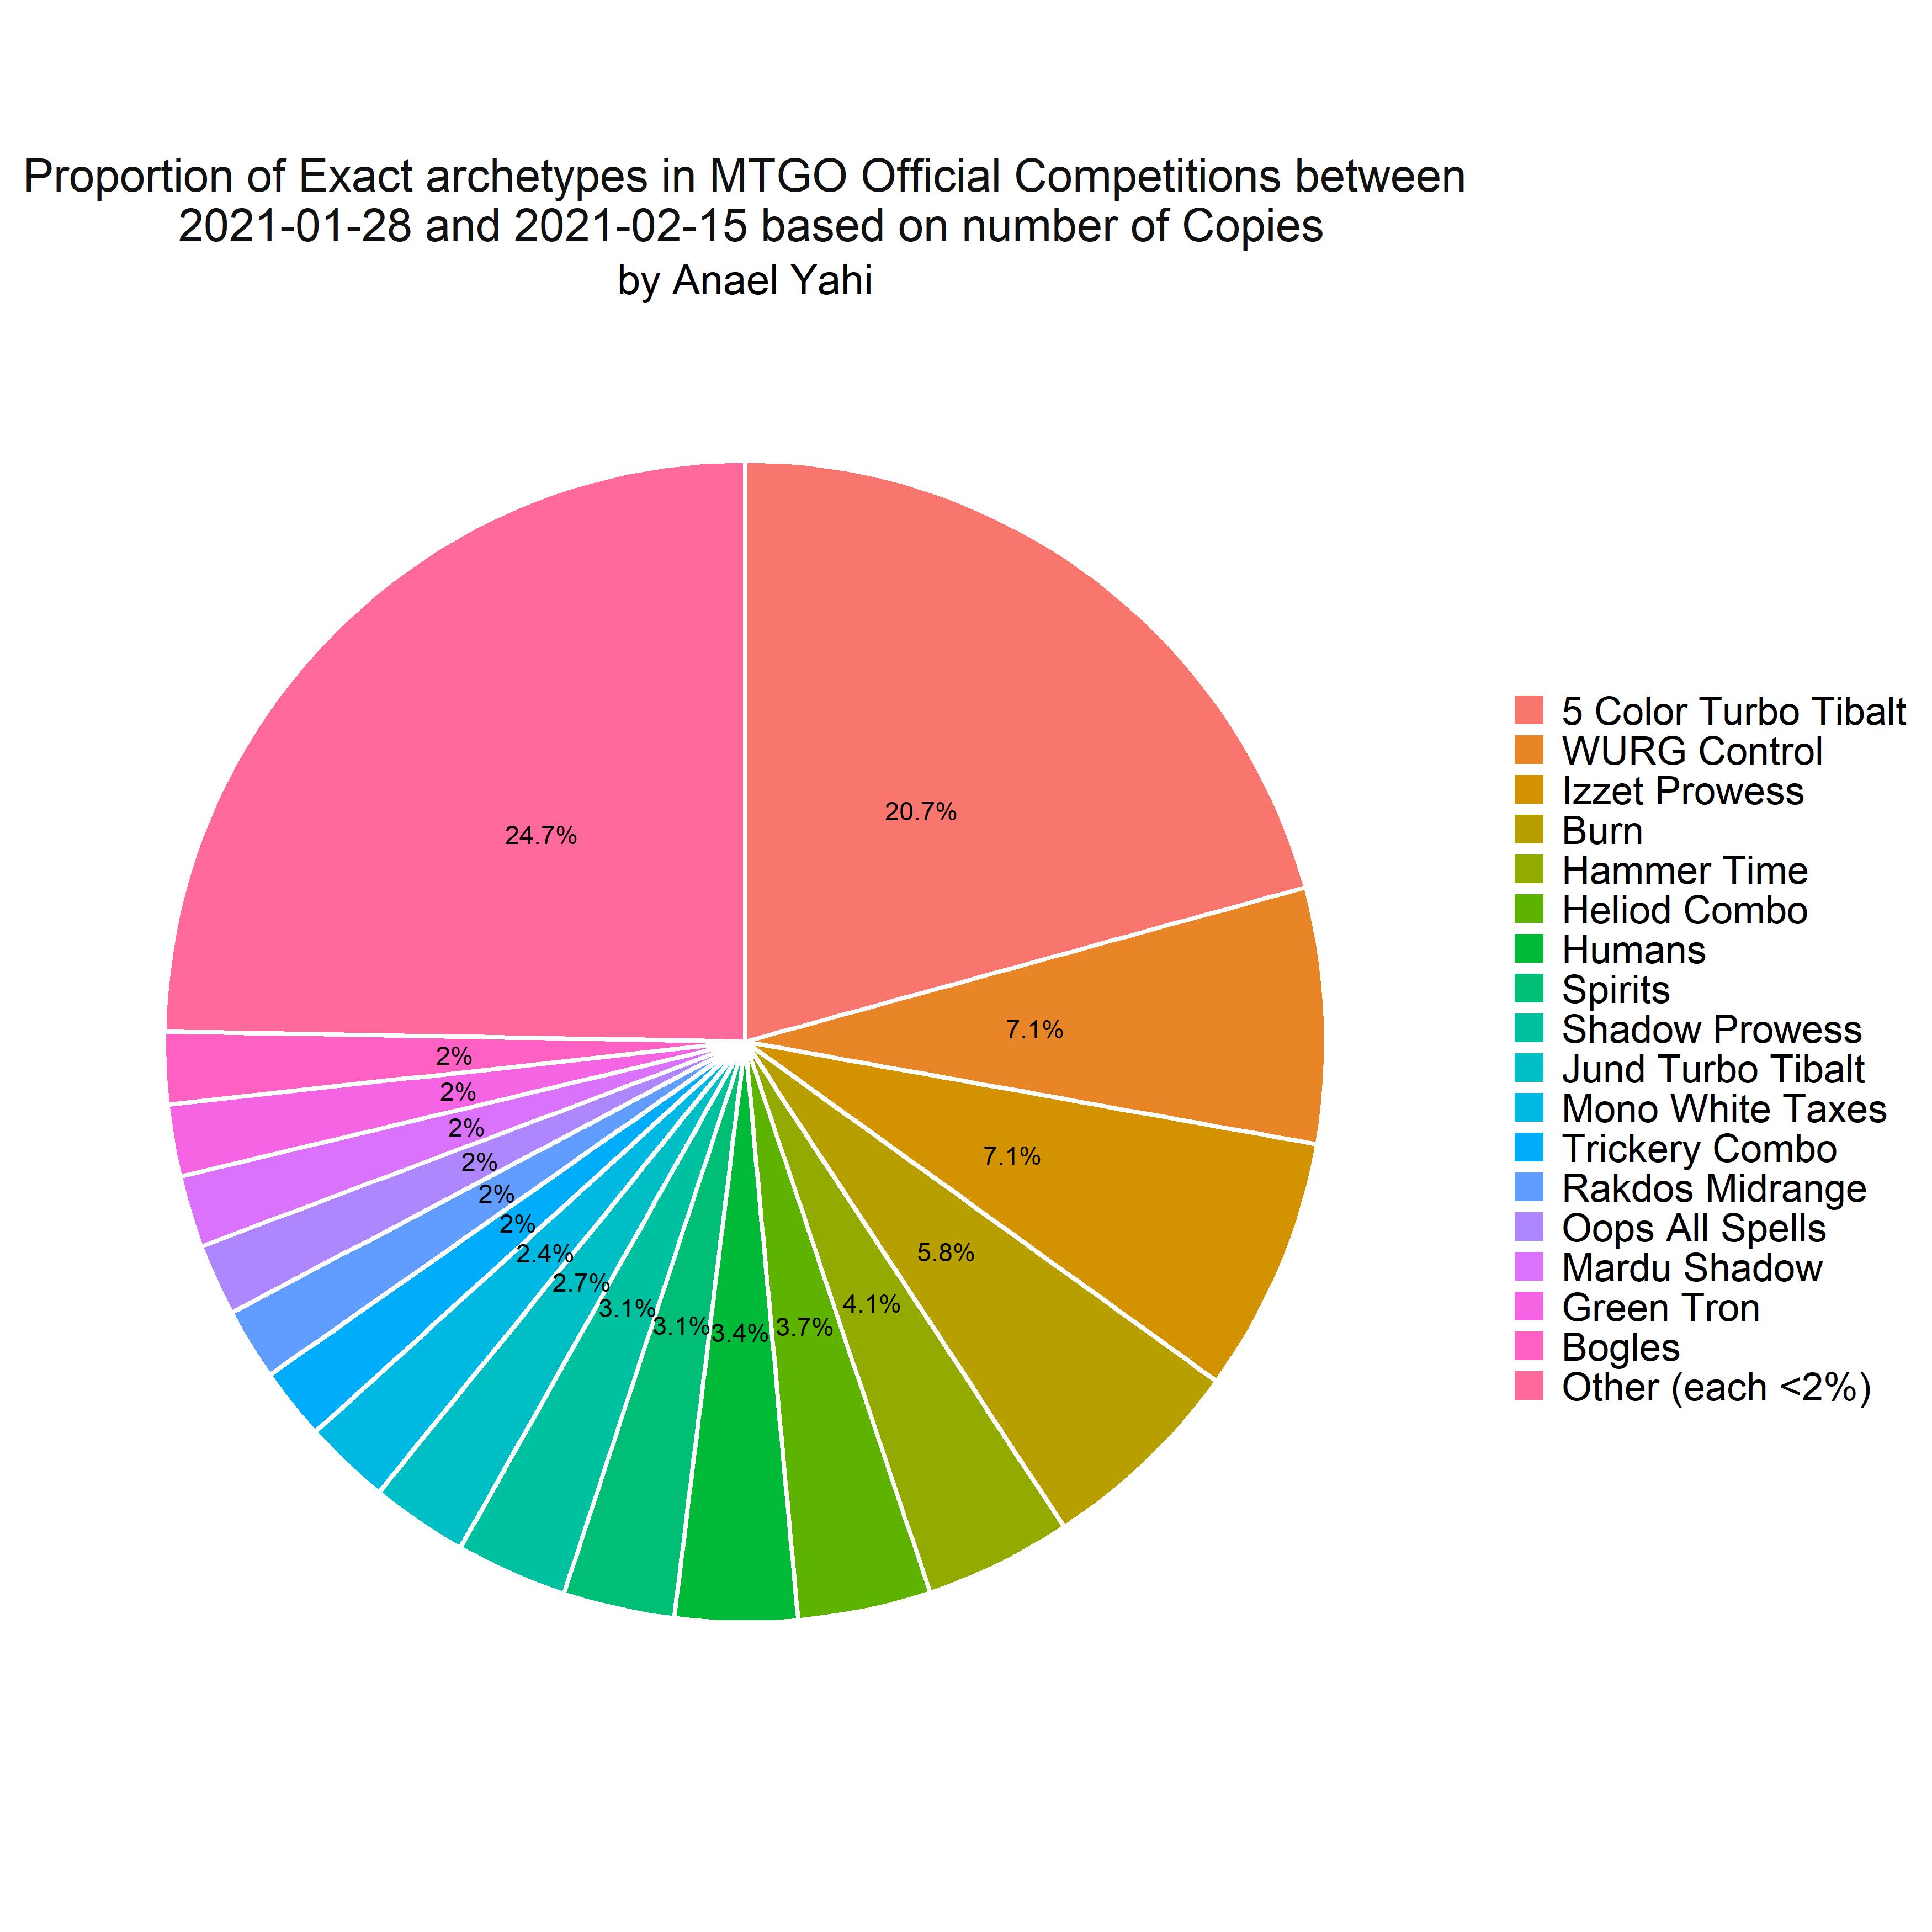 Proportion of Exact archetypes in MTGO Official Competitions between
2021-01-28 and 2021-02-15 based on number of Copies
by Anael Yahi
20.7%
7.1%
7.1%
5.8%
4.1%
3.7%
3.4%
3.1%
3.1%
2.7%
2.4%
2%
2%
2%
2%
2%
2%
24.7%
5 Color Turbo Tibalt
WURG Control
Izzet Prowess
Burn
Hammer Time
Heliod Combo
Humans
Spirits
Shadow Prowess
Jund Turbo Tibalt
Mono White Taxes
Trickery Combo
Rakdos Midrange
Oops All Spells
Mardu Shadow
Green Tron
Bogles
Other (each <2%)